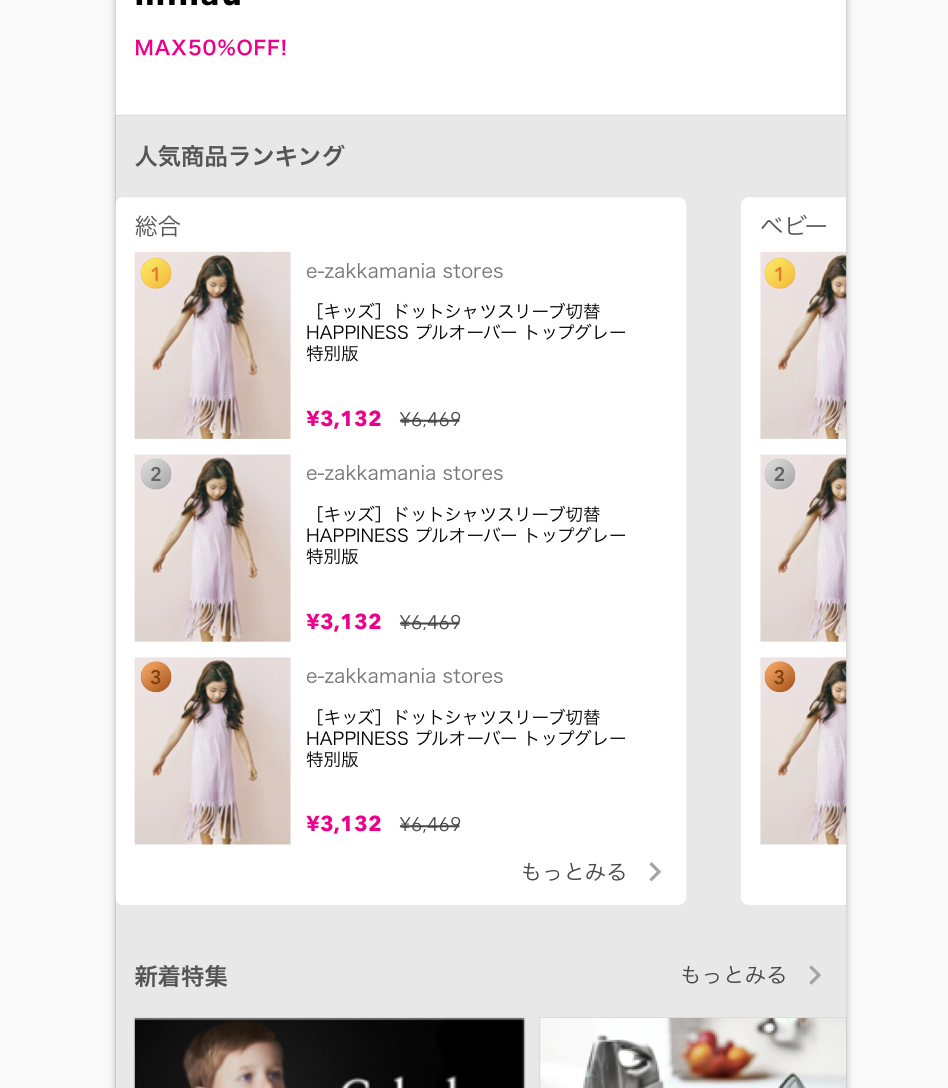 MAX50%OFF!
人気商品ランキング
総合
1
e-zakkamania stores
［キッズ］ドットシャツスリーブ切替
HAPPINESS プルオーバー トップグレー
特別版
¥3,132 ¥6,469
2
e-zakkamania stores
［キッズ］ドットシャツスリーブ切替
HAPPINESS プルオーバー トップグレー
特別版
¥3,132 ¥6,469
3
e-zakkamania stores
［キッズ］ドットシャツスリーブ切替
HAPPINESS プルオーバー トップグレー
特別版
¥3,132 ¥6,469
もっとみる
ベビー
1
2
3
新着特集
もっとみる